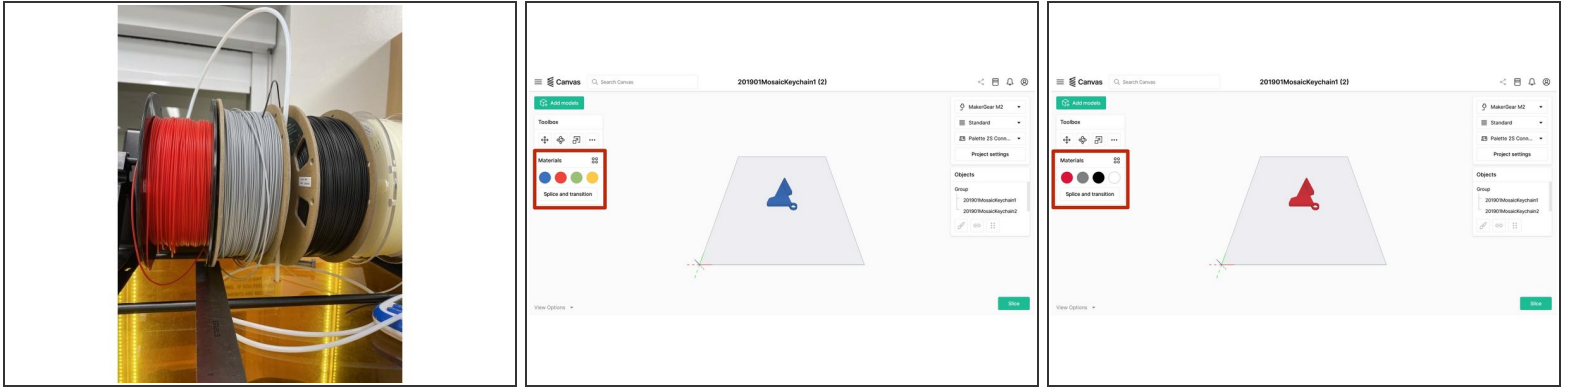 Canvas
Search Canvas
201901MosaicKeychain1 (2)
Add models
Toolbox
Materials
Splice and transition
View Options
MakerGear M2
Standard
Palette 2S Conn...
Project settings
Objects
Group
201901MosaicKeychain1
201901MosaicKeychain2
Slice
Canvas
Search Canvas
201901MosaicKeychain1 (2)
Add models
Toolbox
Materials
Splice and transition
View Options
MakerGear M2
Standard
Palette 2S Conn...
Project settings
Objects
Group
201901MosaicKeychain1
201901MosaicKeychain2
Slice